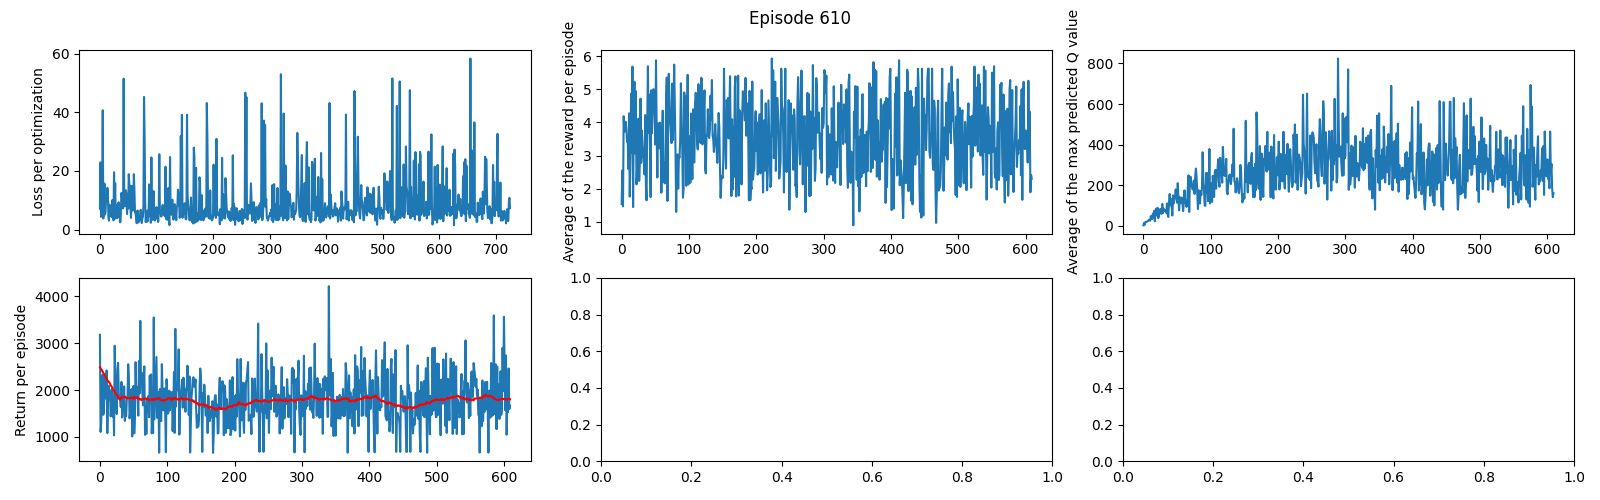 Episode 610
Loss per optimization
60
40
20
0
0 100 200 300 400 500 600 700
Average of the reward per episode
6
5
4
3
2
1
0 100 200 300 400 500 600
Average of the max predicted Q value
800
600
400
200
0
0 100 200 300 400 500 600
Return per episode
4000
3000
2000
1000
0 100 200 300 400 500 600
1.0
0.8
0.6
0.4
0.2
0.0
0.0 0.2 0.4 0.6 0.8 1.0
1.0
0.8
0.6
0.4
0.2
0.0
0.0 0.2 0.4 0.6 0.8 1.0